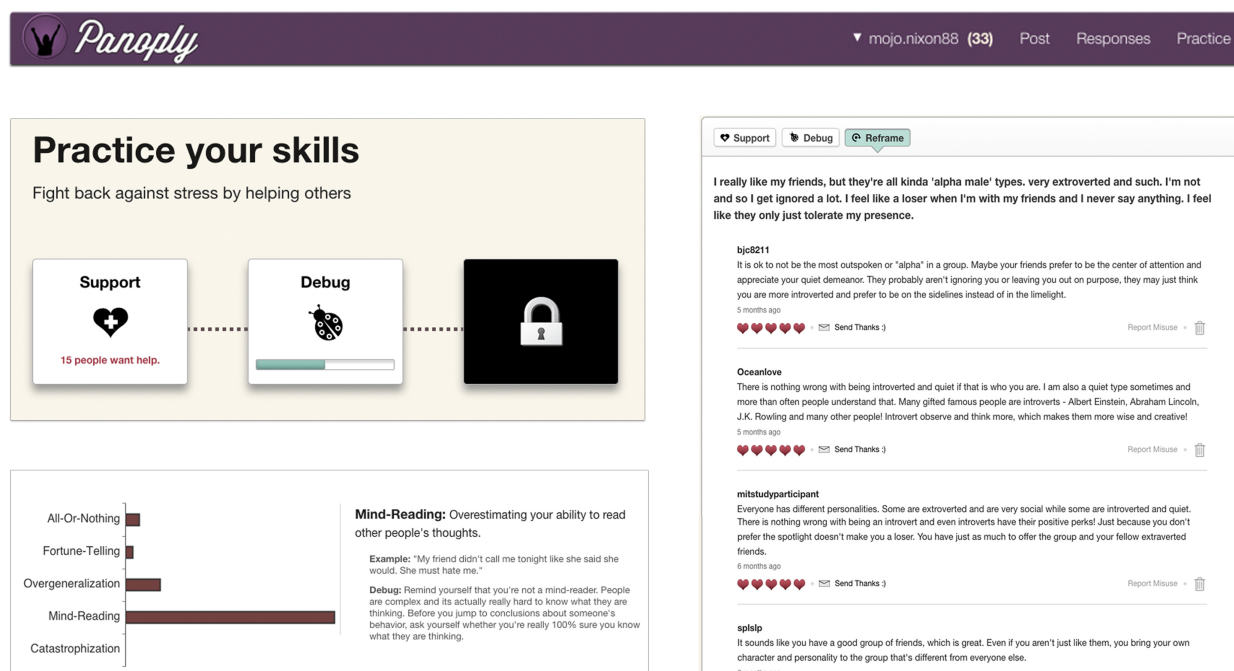 Panoply
▼ mojo.nixon88 (33) Post Responses Practice
Practice your skills
Fight back against stress by helping others
Support
15 people want help.
Debug
All-Or-Nothing
Fortune-Telling
Overgeneralization
Mind-Reading
Catastrophization
Mind-Reading: Overestimating your ability to read
other people's thoughts.
Example: "My friend didn't call me tonight like she said she
would. She must hate me."
Debug: Remind yourself that you're not a mind-reader. People
are complex and its actually really hard to know what they are
thinking. Before you jump to conclusions about someone's
behavior, ask yourself whether you're really 100% sure you know
what they are thinking.
Support Debug Reframe
I really like my friends, but they're all kinda 'alpha male' types. very extroverted and such. I'm not
and so I get ignored a lot. I feel like a loser when I'm with my friends and I never say anything. I feel
like they only just tolerate my presence.
bjc8211
It is ok to not be the most outspoken or "alpha" in a group. Maybe your friends prefer to be the center of attention and
appreciate your quiet demeanor. They probably aren't ignoring you or leaving you out on purpose, they may just think
you are more introverted and prefer to be on the sidelines instead of in the limelight.
5 months ago
Send Thanks :) Report Misuse
Oceanlove
There is nothing wrong with being introverted and quiet if that is who you are. I am also a quiet type sometimes and
more than often people understand that. Many gifted famous people are introverts - Albert Einstein, Abraham Lincoln,
J.K. Rowling and many other people! Introvert observe and think more, which makes them more wise and creative!
5 months ago
Send Thanks :) Report Misuse
mitstudyparticipant
Everyone has different personalities. Some are extroverted and are very social while some are introverted and quiet.
There is nothing wrong with being an introvert and even introverts have their positive perks! Just because you don't
prefer the spotlight doesn't make you a loser. You have just as much to offer the group and your fellow extraverted
friends.
6 months ago
Send Thanks :) Report Misuse
splslp
It sounds like you have a good group of friends, which is great. Even if you aren't just like them, you bring your own
character and personality to the group that's different from everyone else.